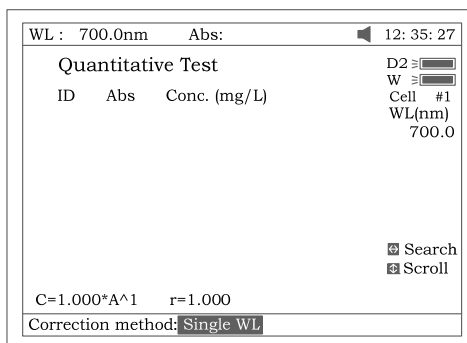 WL : 700.0nm Abs: 12: 35: 27
Quantitative Test
ID Abs Conc. (mg/L)
D2
W
Cell #1
WL(nm)
700.0
Search
Scroll
C=1.000*A^1 r=1.000
Correction method: Single WL